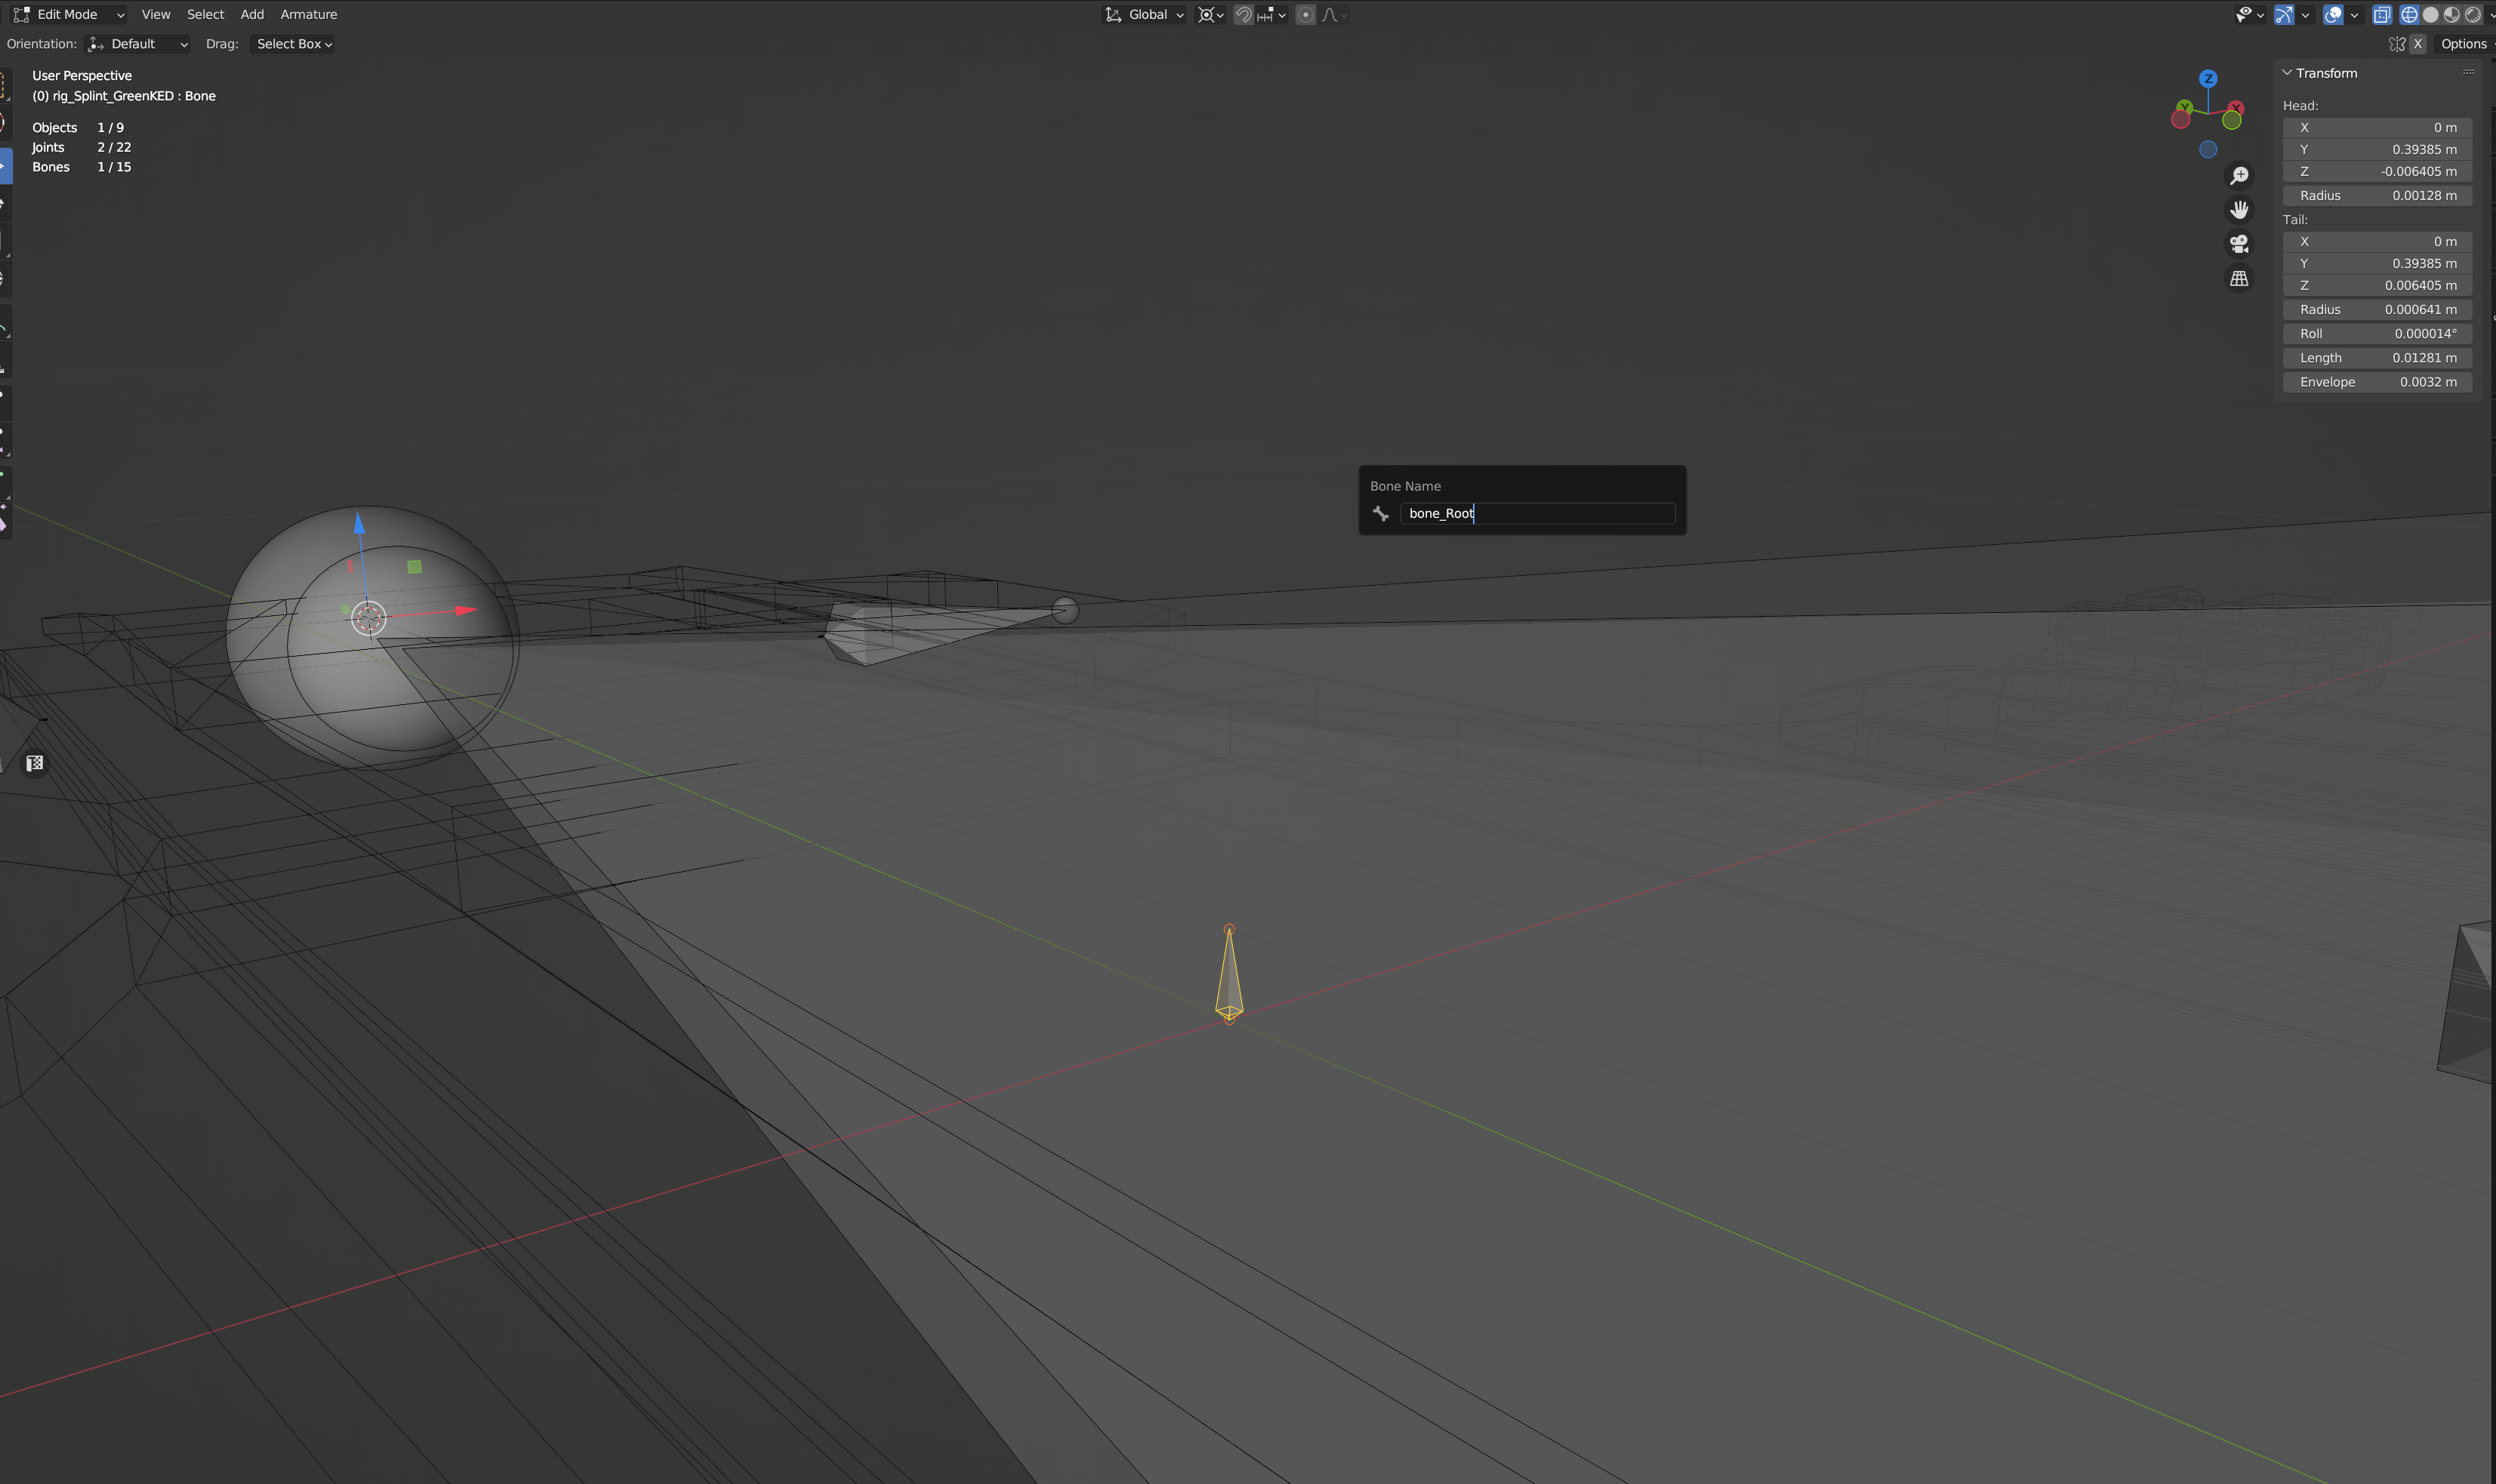 Edit Mode View Select Add Armature Global
Orientation: Default Drag: Select Box X Options
User Perspective
(0) rig_Splint_GreenKED : Bone
Objects 1 / 9
Joints 2 / 22
Bones 1 / 15
Z
Y X
Transform
Head:
X 0 m
Y 0.39385 m
Z -0.006405 m
Radius 0.00128 m
Tail:
X 0 m
Y 0.39385 m
Z 0.006405 m
Radius 0.000641 m
Roll 0.000014°
Length 0.01281 m
Envelope 0.0032 m
Bone Name
bone_Root